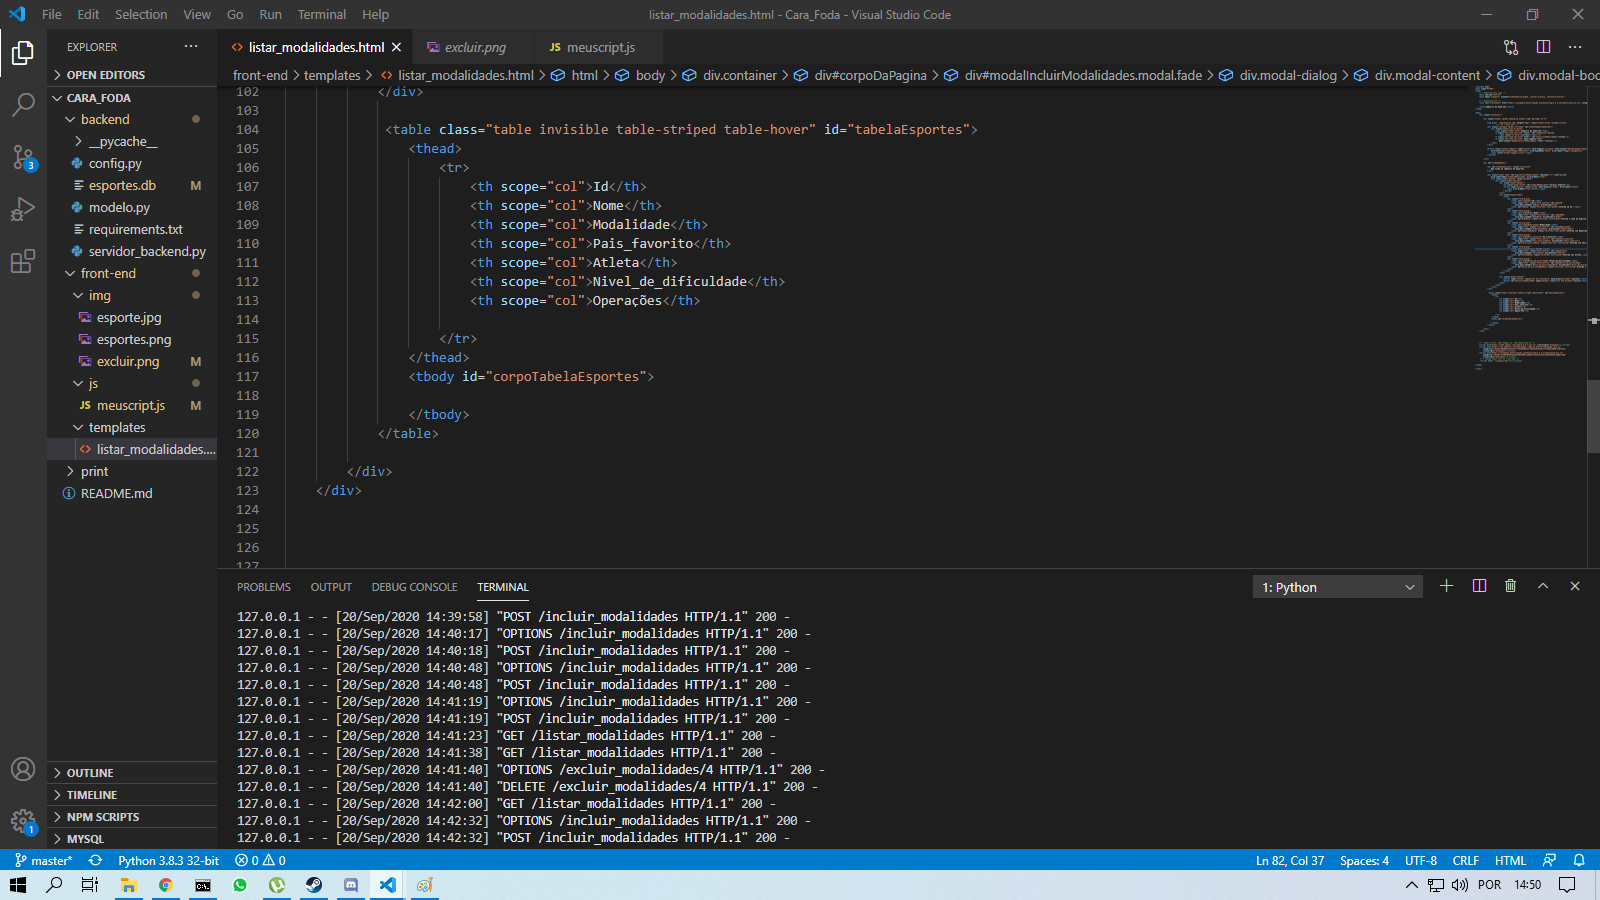 File Edit Selection View Go Run Terminal Help
listar_modalidades.html - Cara_Foda - Visual Studio Code
EXPLORER
OPEN EDITORS
CARA_FODA
backend
__pycache__
config.py
esportes.db M
modelo.py
requirements.txt
servidor_backend.py
front-end
img
esporte.jpg
esportes.png
excluir.png M
js
JS meuscript.js M
templates
listar_modalidades....
print
README.md
OUTLINE
TIMELINE
NPM SCRIPTS
MYSQL
3
1
listar_modalidades.html excluir.png JS meuscript.js
front-end > templates > listar_modalidades.html > html > body > div.container > div#corpoDaPagina > div#modalIncluirModalidades.modal.fade > div.modal-dialog > div.modal-content > div.modal-bo
102 </div>
103
104 <table class="table invisible table-striped table-hover" id="tabelaEsportes">
105 <thead>
106 <tr>
107 <th scope="col">Id</th>
108 <th scope="col">Nome</th>
109 <th scope="col">Modalidade</th>
110 <th scope="col">Pais_favorito</th>
111 <th scope="col">Atleta</th>
112 <th scope="col">Nivel_de_dificuldade</th>
113 <th scope="col">Operações</th>
114
115 </tr>
116 </thead>
117 <tbody id="corpoTabelaEsportes">
118
119 </tbody>
120 </table>
121
122 </div>
123 </div>
124
125
126
127
PROBLEMS OUTPUT DEBUG CONSOLE TERMINAL
1: Python
127.0.0.1 - - [20/Sep/2020 14:39:58] "POST /incluir_modalidades HTTP/1.1" 200 -
127.0.0.1 - - [20/Sep/2020 14:40:17] "OPTIONS /incluir_modalidades HTTP/1.1" 200 -
127.0.0.1 - - [20/Sep/2020 14:40:18] "POST /incluir_modalidades HTTP/1.1" 200 -
127.0.0.1 - - [20/Sep/2020 14:40:48] "OPTIONS /incluir_modalidades HTTP/1.1" 200 -
127.0.0.1 - - [20/Sep/2020 14:40:48] "POST /incluir_modalidades HTTP/1.1" 200 -
127.0.0.1 - - [20/Sep/2020 14:41:19] "OPTIONS /incluir_modalidades HTTP/1.1" 200 -
127.0.0.1 - - [20/Sep/2020 14:41:19] "POST /incluir_modalidades HTTP/1.1" 200 -
127.0.0.1 - - [20/Sep/2020 14:41:23] "GET /listar_modalidades HTTP/1.1" 200 -
127.0.0.1 - - [20/Sep/2020 14:41:38] "GET /listar_modalidades HTTP/1.1" 200 -
127.0.0.1 - - [20/Sep/2020 14:41:40] "OPTIONS /excluir_modalidades/4 HTTP/1.1" 200 -
127.0.0.1 - - [20/Sep/2020 14:41:40] "DELETE /excluir_modalidades/4 HTTP/1.1" 200 -
127.0.0.1 - - [20/Sep/2020 14:42:00] "GET /listar_modalidades HTTP/1.1" 200 -
127.0.0.1 - - [20/Sep/2020 14:42:32] "OPTIONS /incluir_modalidades HTTP/1.1" 200 -
127.0.0.1 - - [20/Sep/2020 14:42:32] "POST /incluir_modalidades HTTP/1.1" 200 -
master* Python 3.8.3 32-bit 0 0 Ln 82, Col 37 Spaces: 4 UTF-8 CRLF HTML
POR 14:50